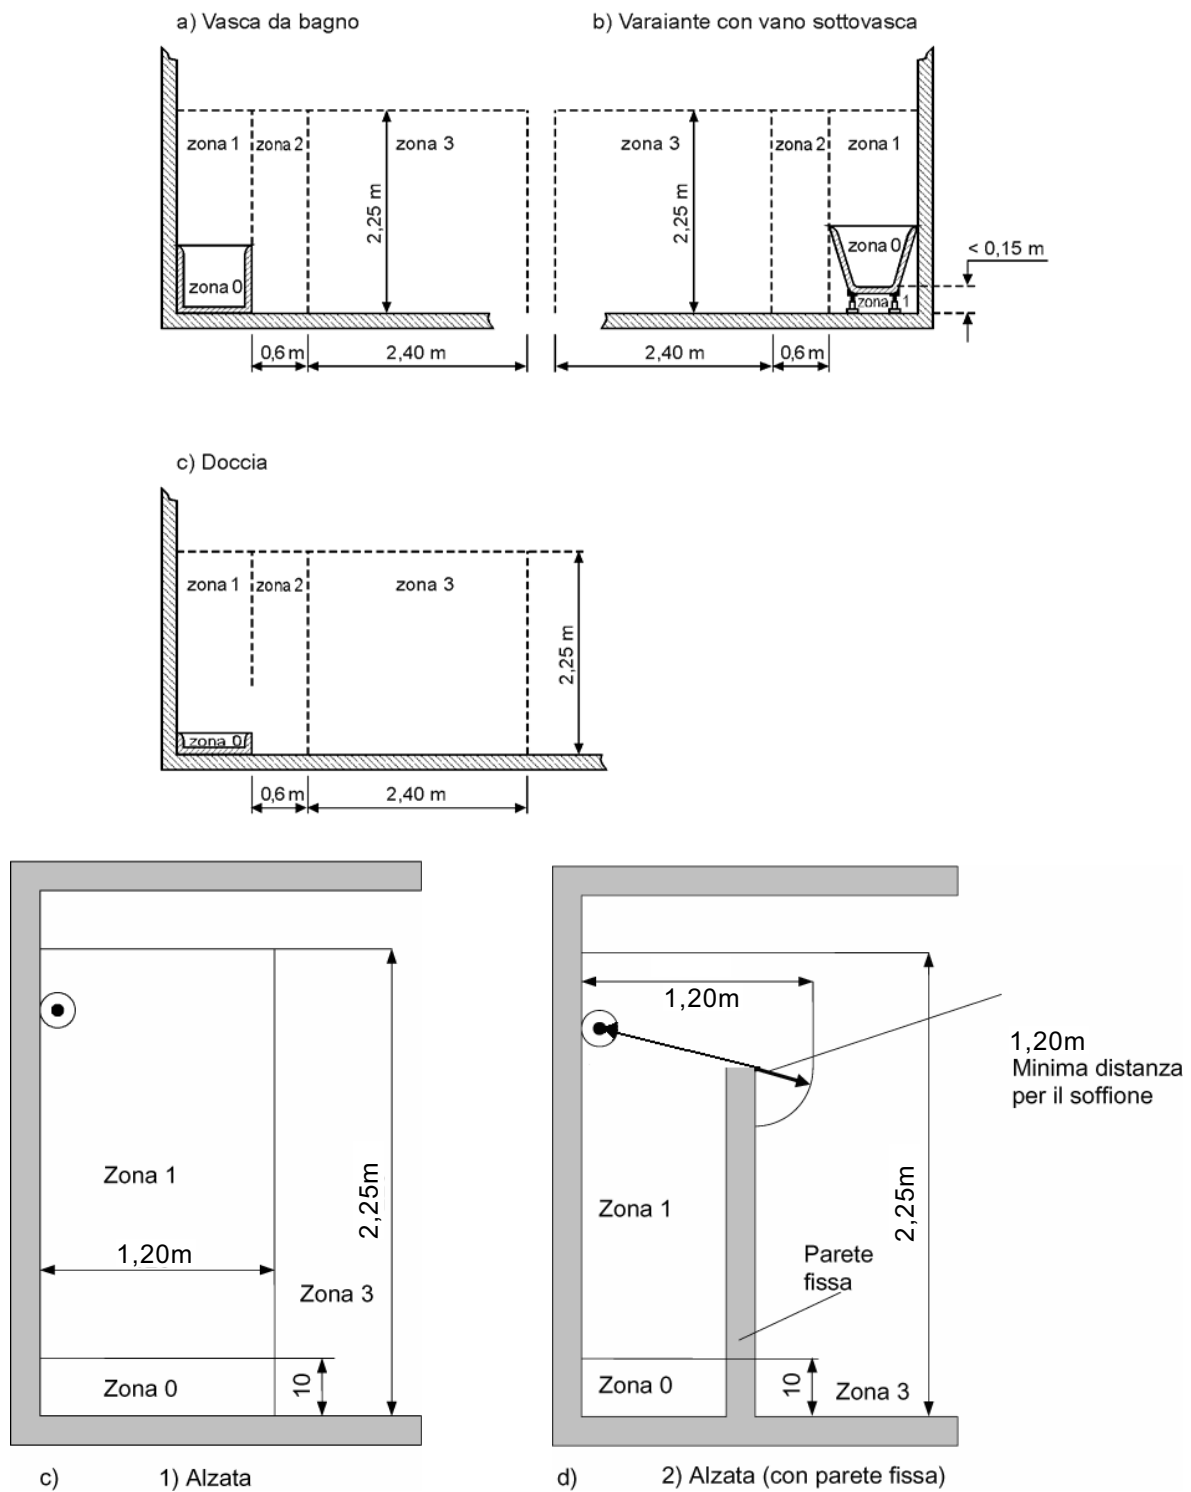 a) Vasca da bagno
b) Varaiante con vano sottovasca
zona 1
zona 2
zona 3
2,25 m
zona 0
0,6 m
2,40 m
zona 3
zona 2
zona 1
2,25 m
zona 0
< 0,15 m
zona 1
2,40 m
0,6 m
c) Doccia
zona 1
zona 2
zona 3
2,25 m
zona 0
0,6 m
2,40 m
Zona 1
1,20m
2,25m
Zona 3
Zona 0
10
c)
1) Alzata
1,20m
1,20m
Minima distanza
per il soffione
Zona 1
2,25m
Parete
fissa
Zona 0
10
Zona 3
d)
2) Alzata (con parete fissa)